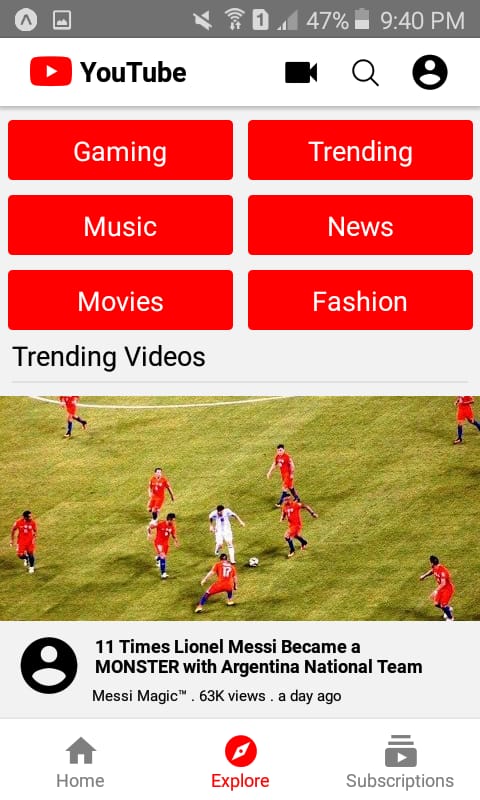 1 47% 9:40 PM
YouTube
Gaming Trending
Music News
Movies Fashion
Trending Videos
17
11 Times Lionel Messi Became a
MONSTER with Argentina National Team
Messi Magic™ . 63K views . a day ago
Home Explore Subscriptions